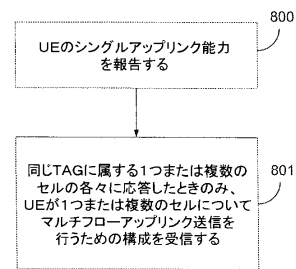 800
UEのシングルアップリンク能力
を報告する
同じTAGに属する1つまたは複数の
セルの各々に応答したときのみ、
UEが1つまたは複数のセルについて
マルチフローアップリンク送信を
行うための構成を受信する
801